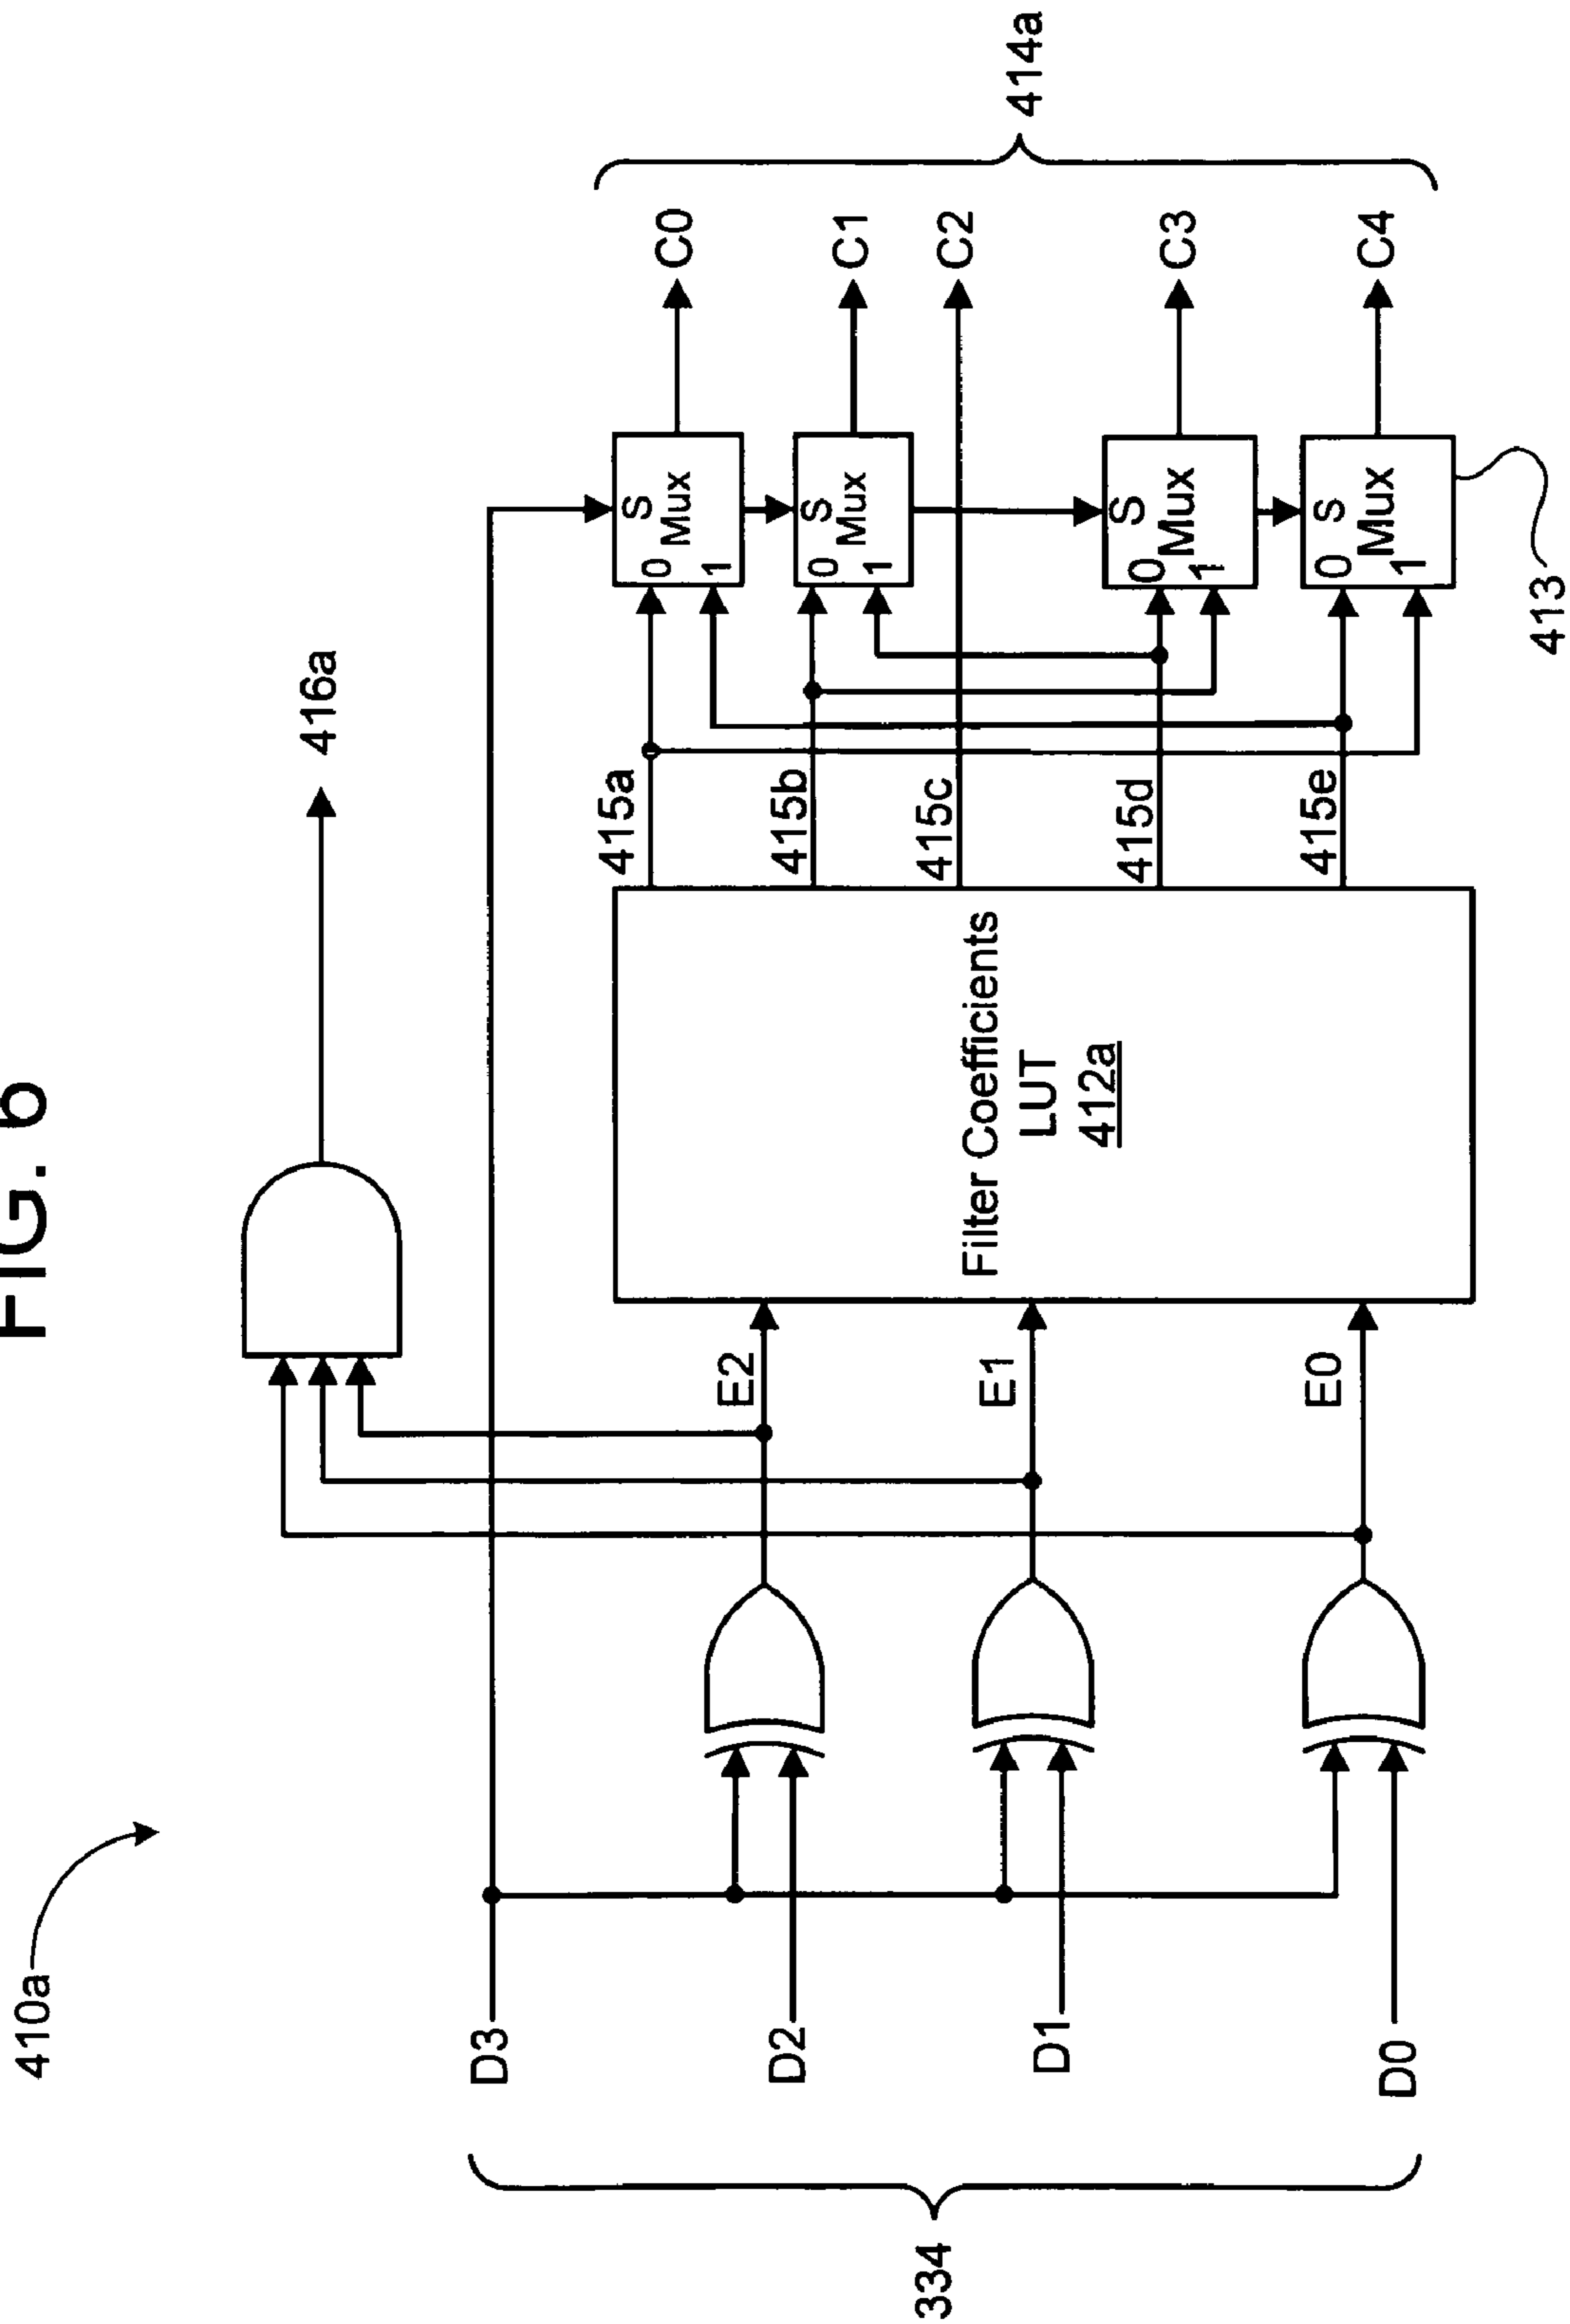 FIG. 6
410a
416a
D3
D2
D1
D0
334
E2
E1
E0
Filter Coefficients
LUT
412a
415a
415b
415c
415d
415e
S
0 Mux
1
S
0 Mux
1
S
0 Mux
1
S
0 Mux
1
413
C0
C1
C2
C3
C4
414a